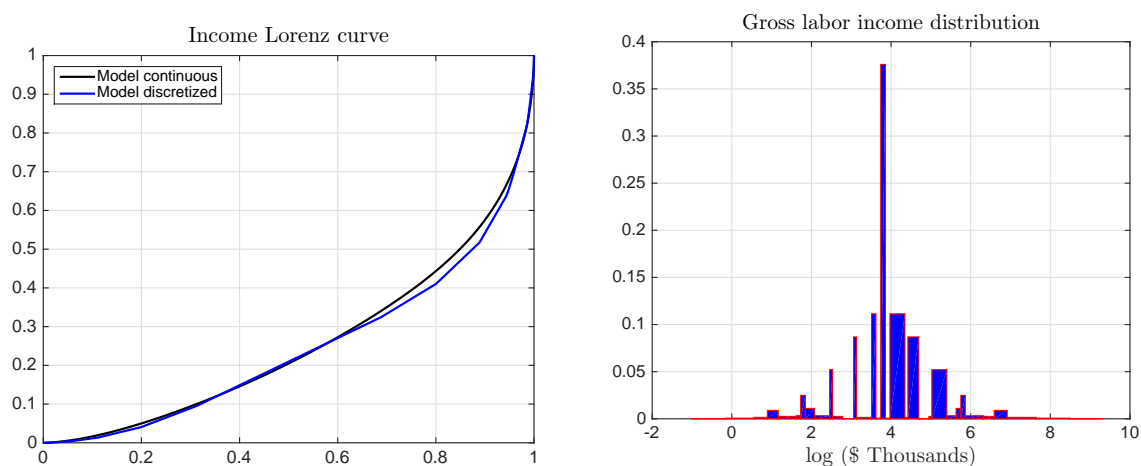 Income Lorenz curve
1
0.9
0.8
0.7
0.6
0.5
0.4
0.3
0.2
0.1
0
0 0.2 0.4 0.6 0.8 1
Model continuous
Model discretized
Gross labor income distribution
0.4
0.35
0.3
0.25
0.2
0.15
0.1
0.05
0
-2 0 2 4 6 8 10
log ($ Thousands)